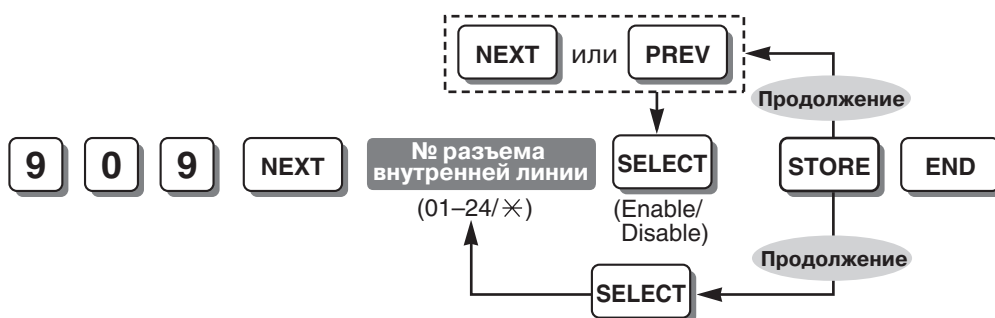 NEXT или PREV
Продолжение
9 0 9 NEXT № разъема внутренней линии SELECT STORE END
(01–24/✳)
(Enable/
Disable)
Продолжение
SELECT